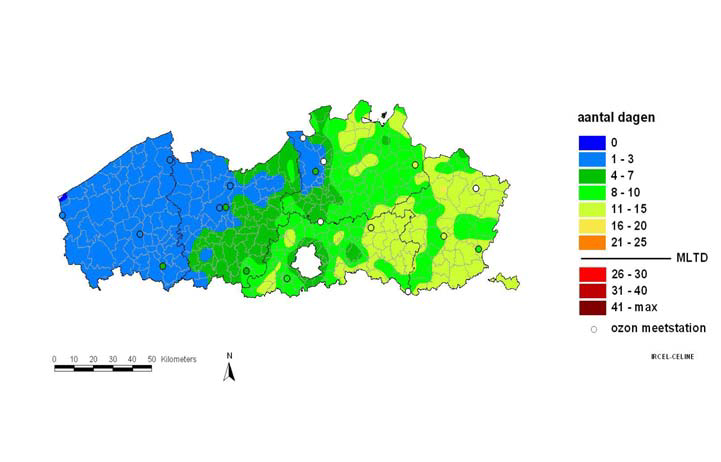 aantal dagen
0
1 - 3
4 - 7
8 - 10
11 - 15
16 - 20
21 - 25
MLTD
26 - 30
31 - 40
41 - max
ozon meetstation
IRCEL-CELINE
0 10 20 30 40 50 Kilometers
N